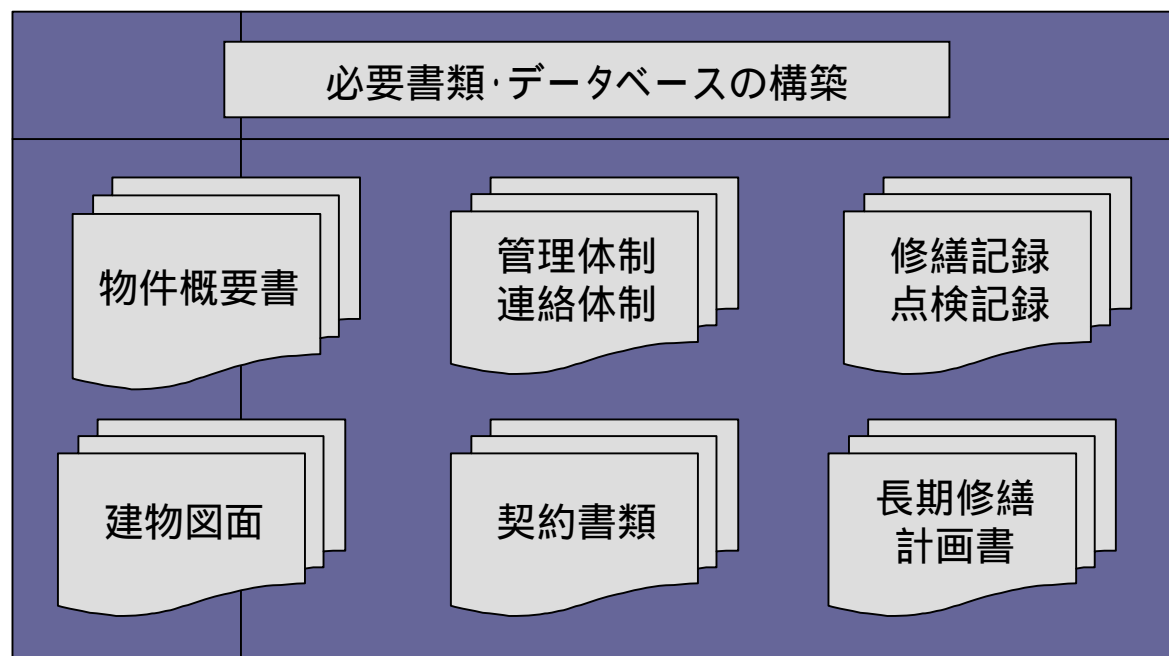 必要書類･データベースの構築
物件概要書
管理体制
連絡体制
修繕記録
点検記録
建物図面
契約書類
長期修繕
計画書